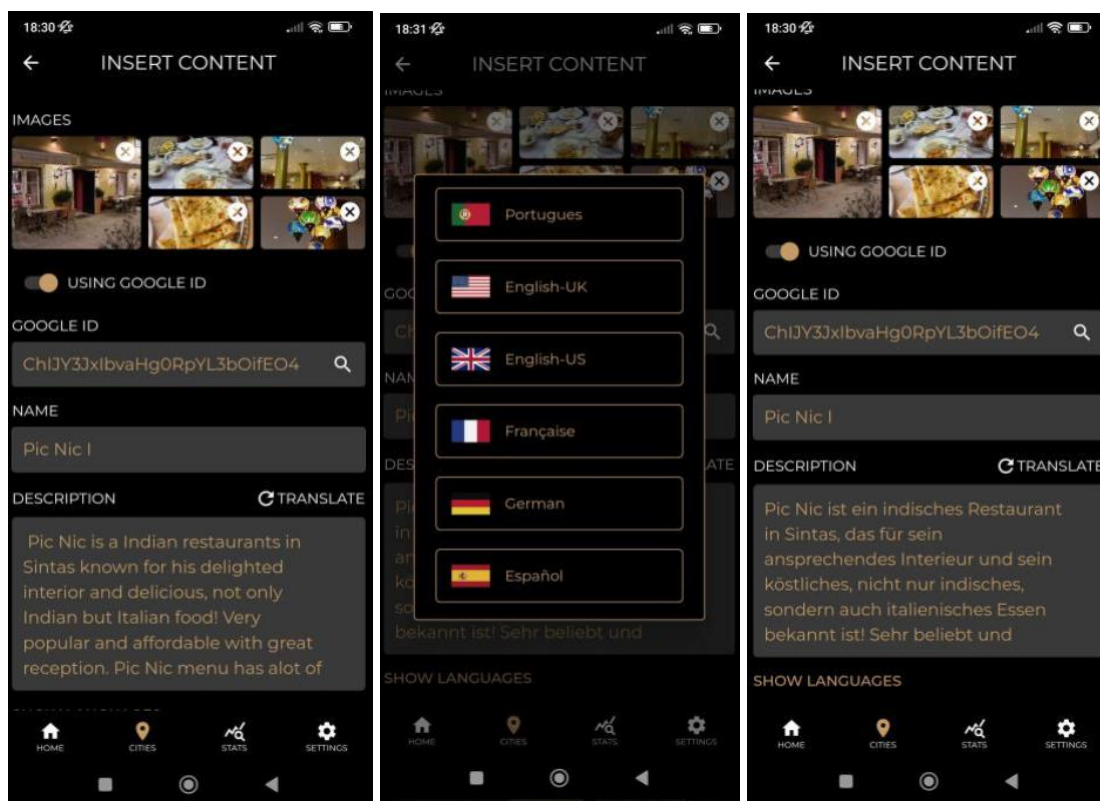 18:30
INSERT CONTENT
IMAGES
USING GOOGLE ID
GOOGLE ID
ChIJY3JxIbvaHg0RpYL3bOifEO4
NAME
Pic Nic l
DESCRIPTION
TRANSLATE
Pic Nic is a Indian restaurants in
Sintas known for his delighted
interior and delicious, not only
Indian but Italian food! Very
popular and affordable with great
reception. Pic Nic menu has alot of
HOME
CITIES
STATS
SETTINGS
18:31
INSERT CONTENT
IMAGES
Portugues
English-UK
English-US
Française
German
Español
bekannt ist! Sehr beliebt und
SHOW LANGUAGES
HOME
CITIES
STATS
SETTINGS
18:30
INSERT CONTENT
IMAGES
USING GOOGLE ID
GOOGLE ID
ChIJY3JxIbvaHg0RpYL3bOifEO4
NAME
Pic Nic l
DESCRIPTION
TRANSLATE
Pic Nic ist ein indisches Restaurant
in Sintas, das für sein
ansprechendes Interieur und sein
köstliches, nicht nur indisches,
sondern auch italienisches Essen
bekannt ist! Sehr beliebt und
SHOW LANGUAGES
HOME
CITIES
STATS
SETTINGS